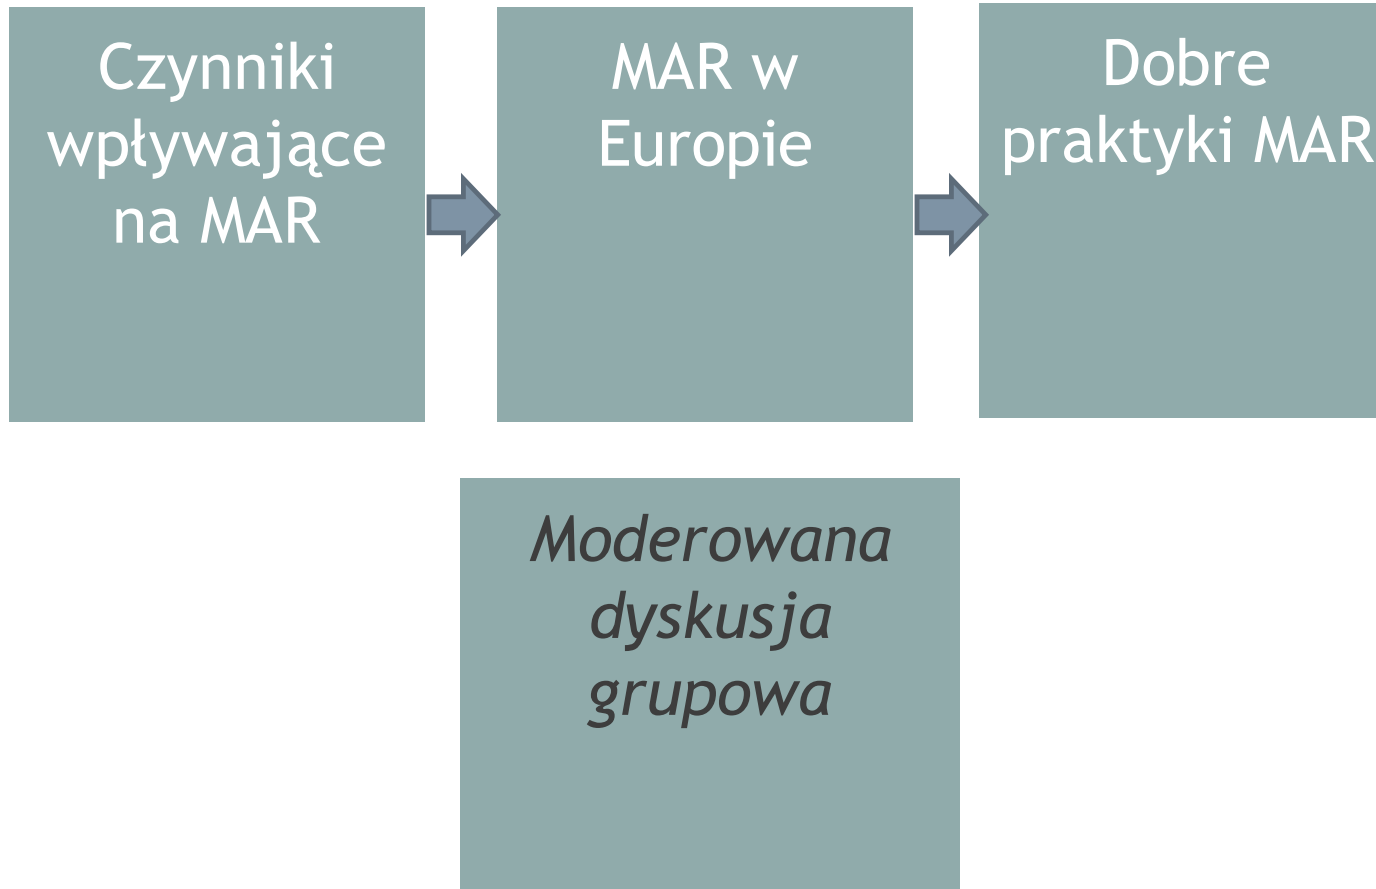 Czynniki
wpływające
na MAR
MAR w
Europie
Dobre
praktyki MAR
Moderowana
dyskusja
grupowa